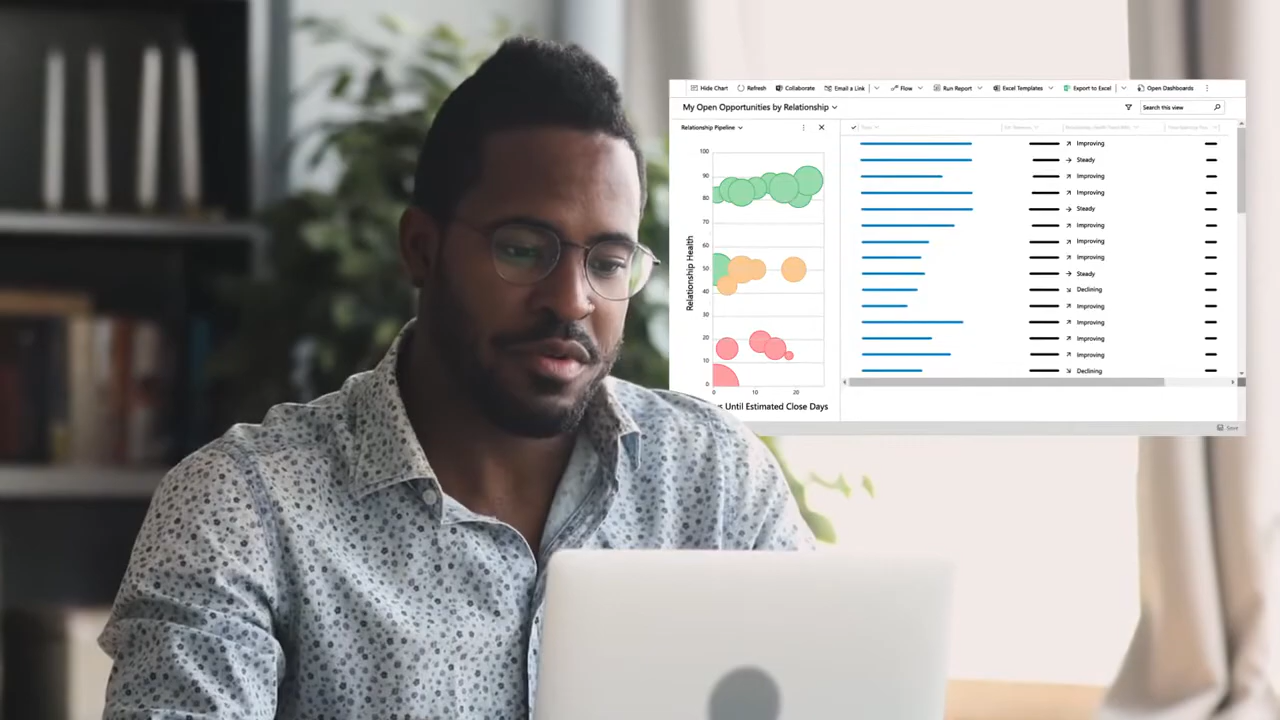 Hide Chart Refresh Collaborate Email a Link Flow Run Report Excel Templates Export to Excel Open Dashboards
My Open Opportunities by Relationship
Search this view
Relationship Pipeline
100
90
80
70
60
50
40
30
20
10
0
Relationship Health
0 10 20
Until Estimated Close Days
Improving
Steady
Improving
Improving
Steady
Improving
Improving
Improving
Steady
Declining
Improving
Improving
Improving
Improving
Declining
Save